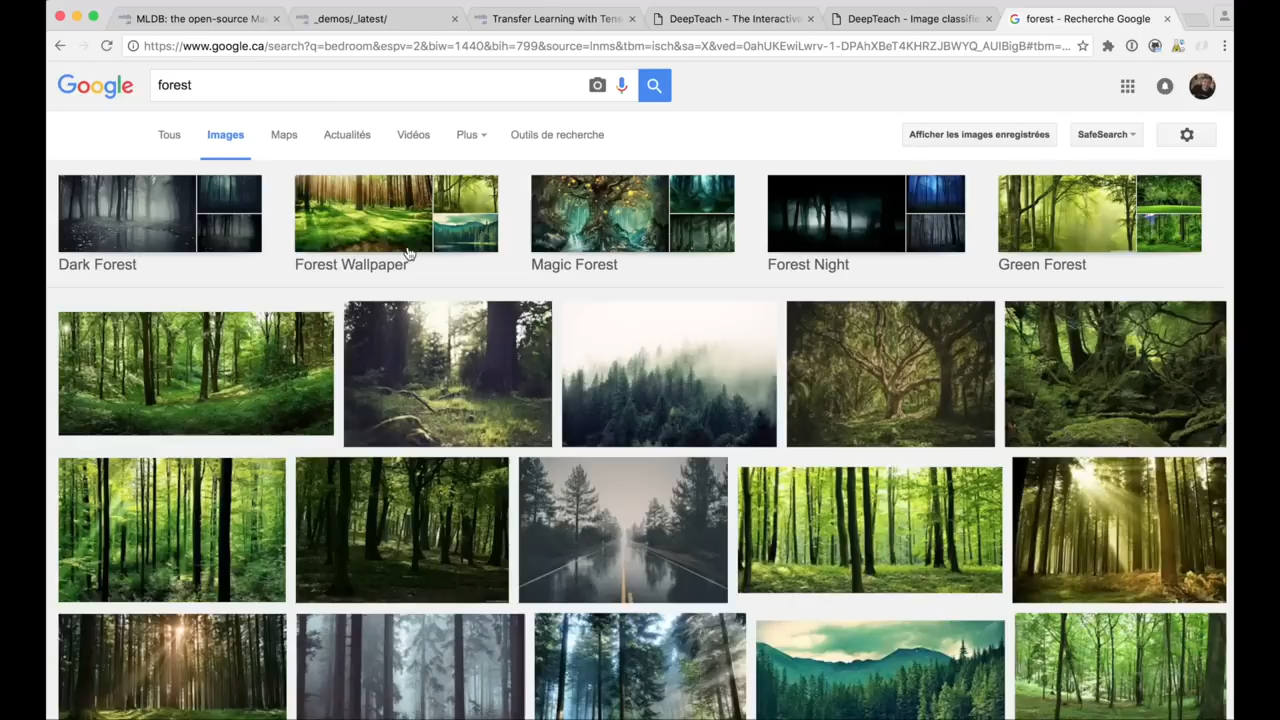 MLDB: the open-source Ma
_demos/_latest/
Transfer Learning with Tens
DeepTeach - The Interactive
DeepTeach - Image classifie
forest - Recherche Google
https://www.google.ca/search?q=bedroom&espv=2&biw=1440&bih=799&source=lnms&tbm=isch&sa=X&ved=0ahUKEwiLwrv-1-DPAhXBeT4KHRZJBWYQ_AUIBigB#tbm=...
Google
forest
Tous
Images
Maps
Actualités
Vidéos
Plus
Outils de recherche
Afficher les images enregistrées
SafeSearch
Dark Forest
Forest Wallpaper
Magic Forest
Forest Night
Green Forest